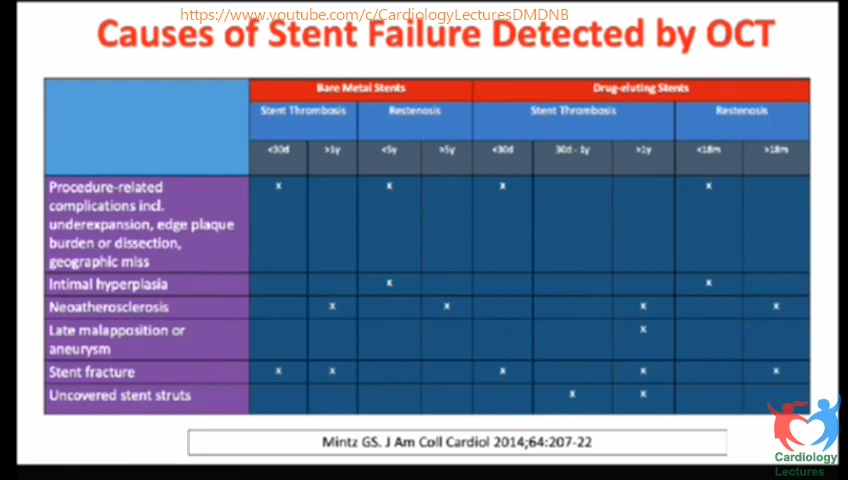 https://www.youtube.com/c/CardiologyLecturesDMDNB
Causes of Stent Failure Detected by OCT
Bare Metal Stents Drug-eluting Stents
Stent Thrombosis Restenosis Stent Thrombosis Restenosis
<30d >1y <5y >5y <30d 30d - 1y >1y <18m >18m
Procedure-related x x x x
complications incl.
underexpansion, edge plaque
burden or dissection,
geographic miss
Intimal hyperplasia x x
Neoatherosclerosis x x x x
Late malapposition or x
aneurysm
Stent fracture x x x x x
Uncovered stent struts x x
Mintz GS. J Am Coll Cardiol 2014;64:207-22
Cardiology
Lectures